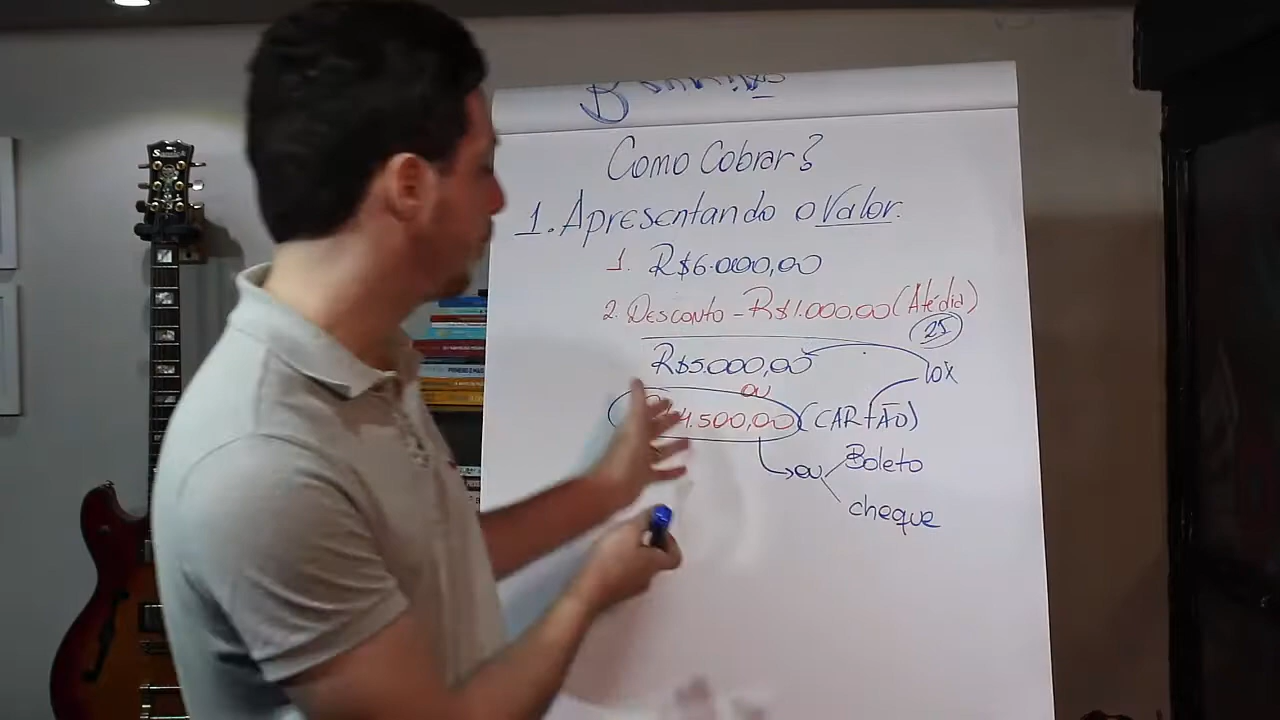 Como Cobrar?
1. Apresentando o Valor.
1. R$6.000,00
2. Desconto - R$1.000,00 (Até dia)
25
R$5.000,00
10x
ou
4.500,00 (CARTÃO)
ou Boleto
cheque